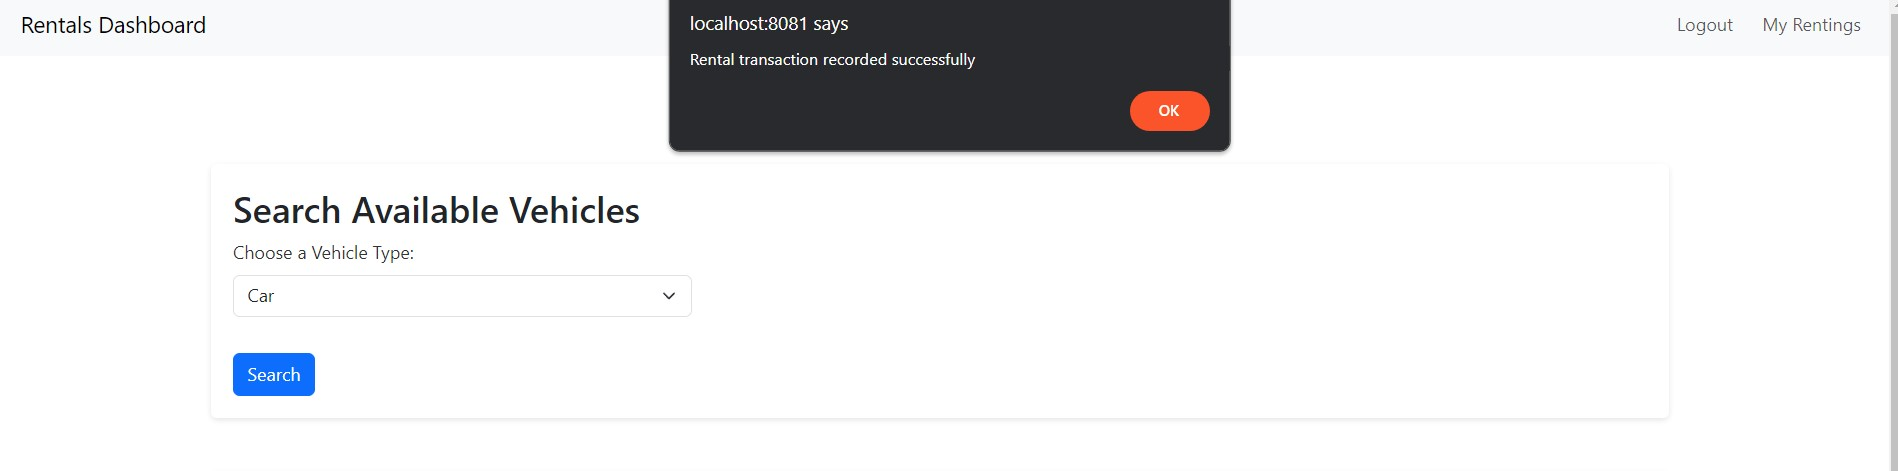 Rentals Dashboard
localhost:8081 says
Logout
My Rentings
Rental transaction recorded successfully
OK
Search Available Vehicles
Choose a Vehicle Type:
Car
Search